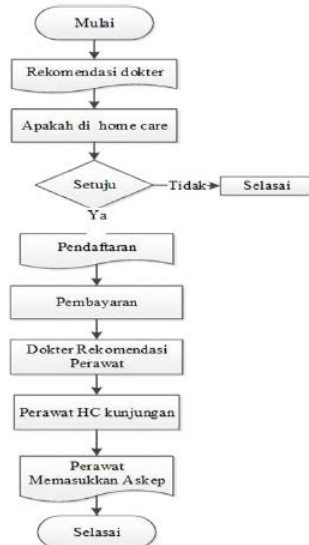 Mulai
Rekomendasi dokter
Apakah di home care
Setuju
Tidak
Selasai
Ya
Pendaftaran
Pembayaran
Dokter Rekomendasi
Perawat
Perawat HC kunjungan
Perawat
Memasukkan Askep
Selasai